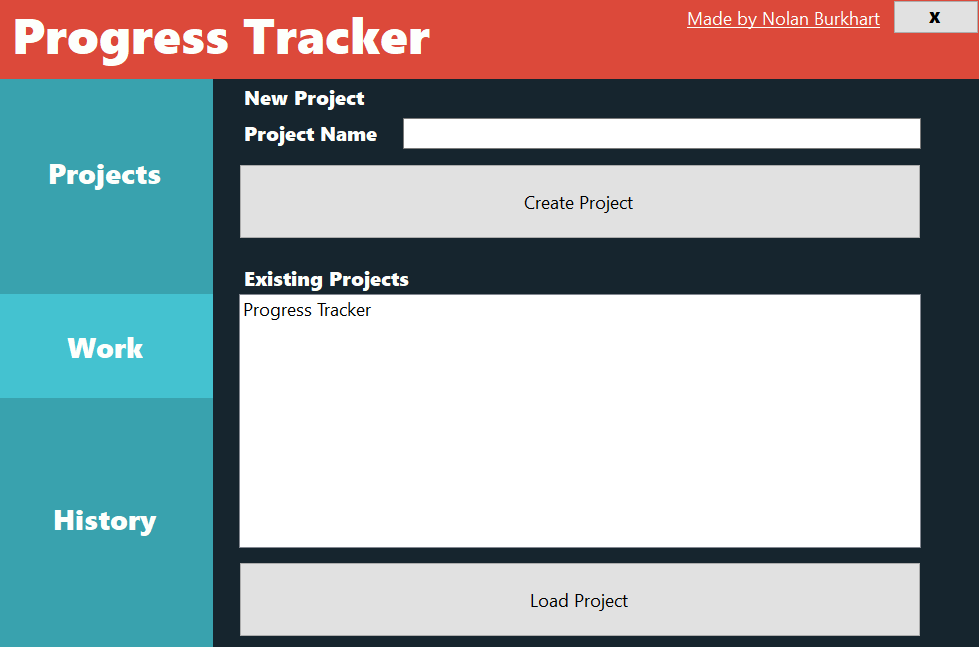 Progress Tracker
Made by Nolan Burkhart
x
Projects
Work
History
New Project
Project Name
Create Project
Existing Projects
Progress Tracker
Load Project